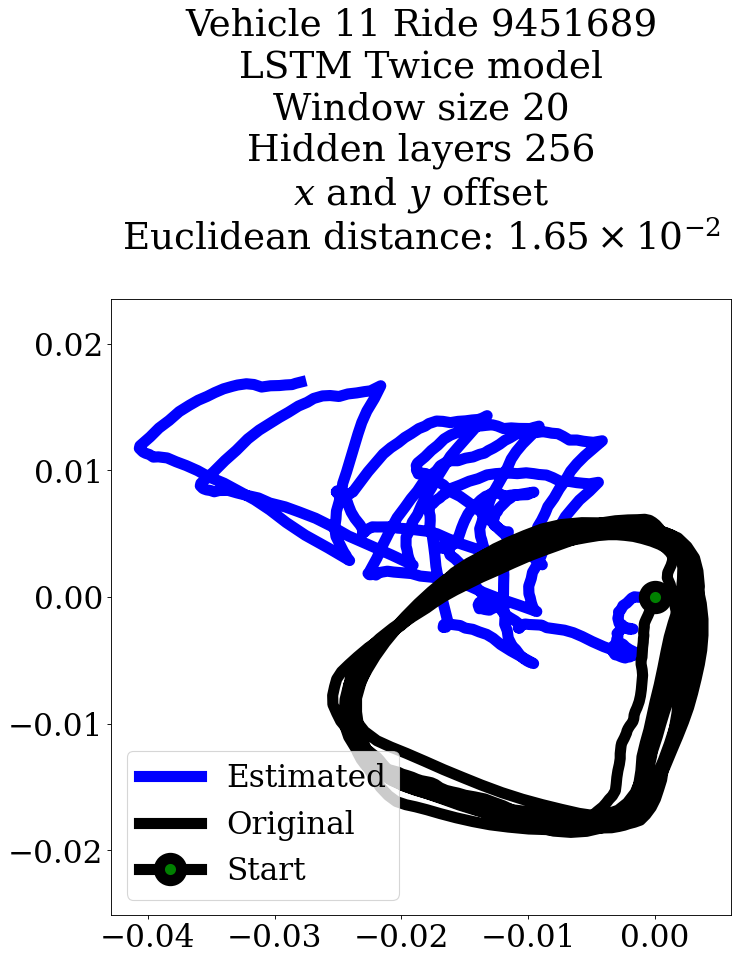 Vehicle 11 Ride 9451689
LSTM Twice model
Window size 20
Hidden layers 256
x and y offset
Euclidean distance: 1.65 × 10⁻²
0.02
0.01
0.00
−0.01
−0.02
Estimated
Original
Start
−0.04 −0.03 −0.02 −0.01 0.00